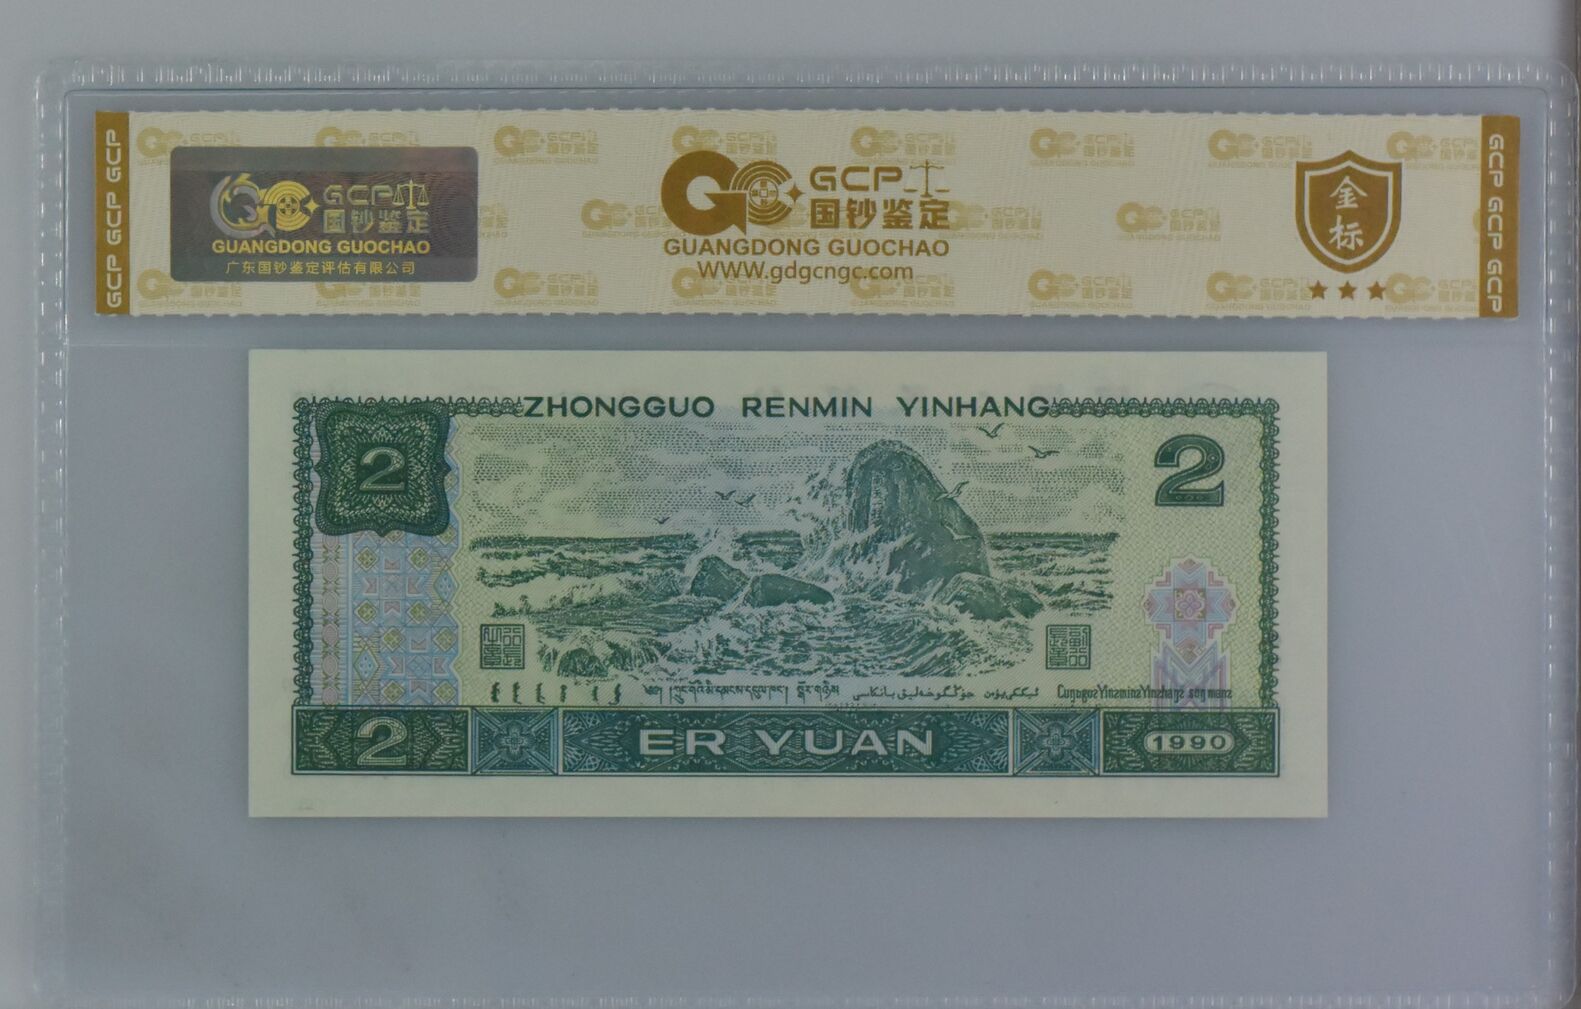 GCP GCP GCP
GCP
国钞鉴定
GUANGDONG GUOCHAO
广东国钞鉴定评估有限公司
GCP
国钞鉴定
GUANGDONG GUOCHAO
WWW.gdgcngc.com
金
标
GCP GCP GCP
ZHONGGUO RENMIN YINHANG
2
2
2
ER YUAN
1990